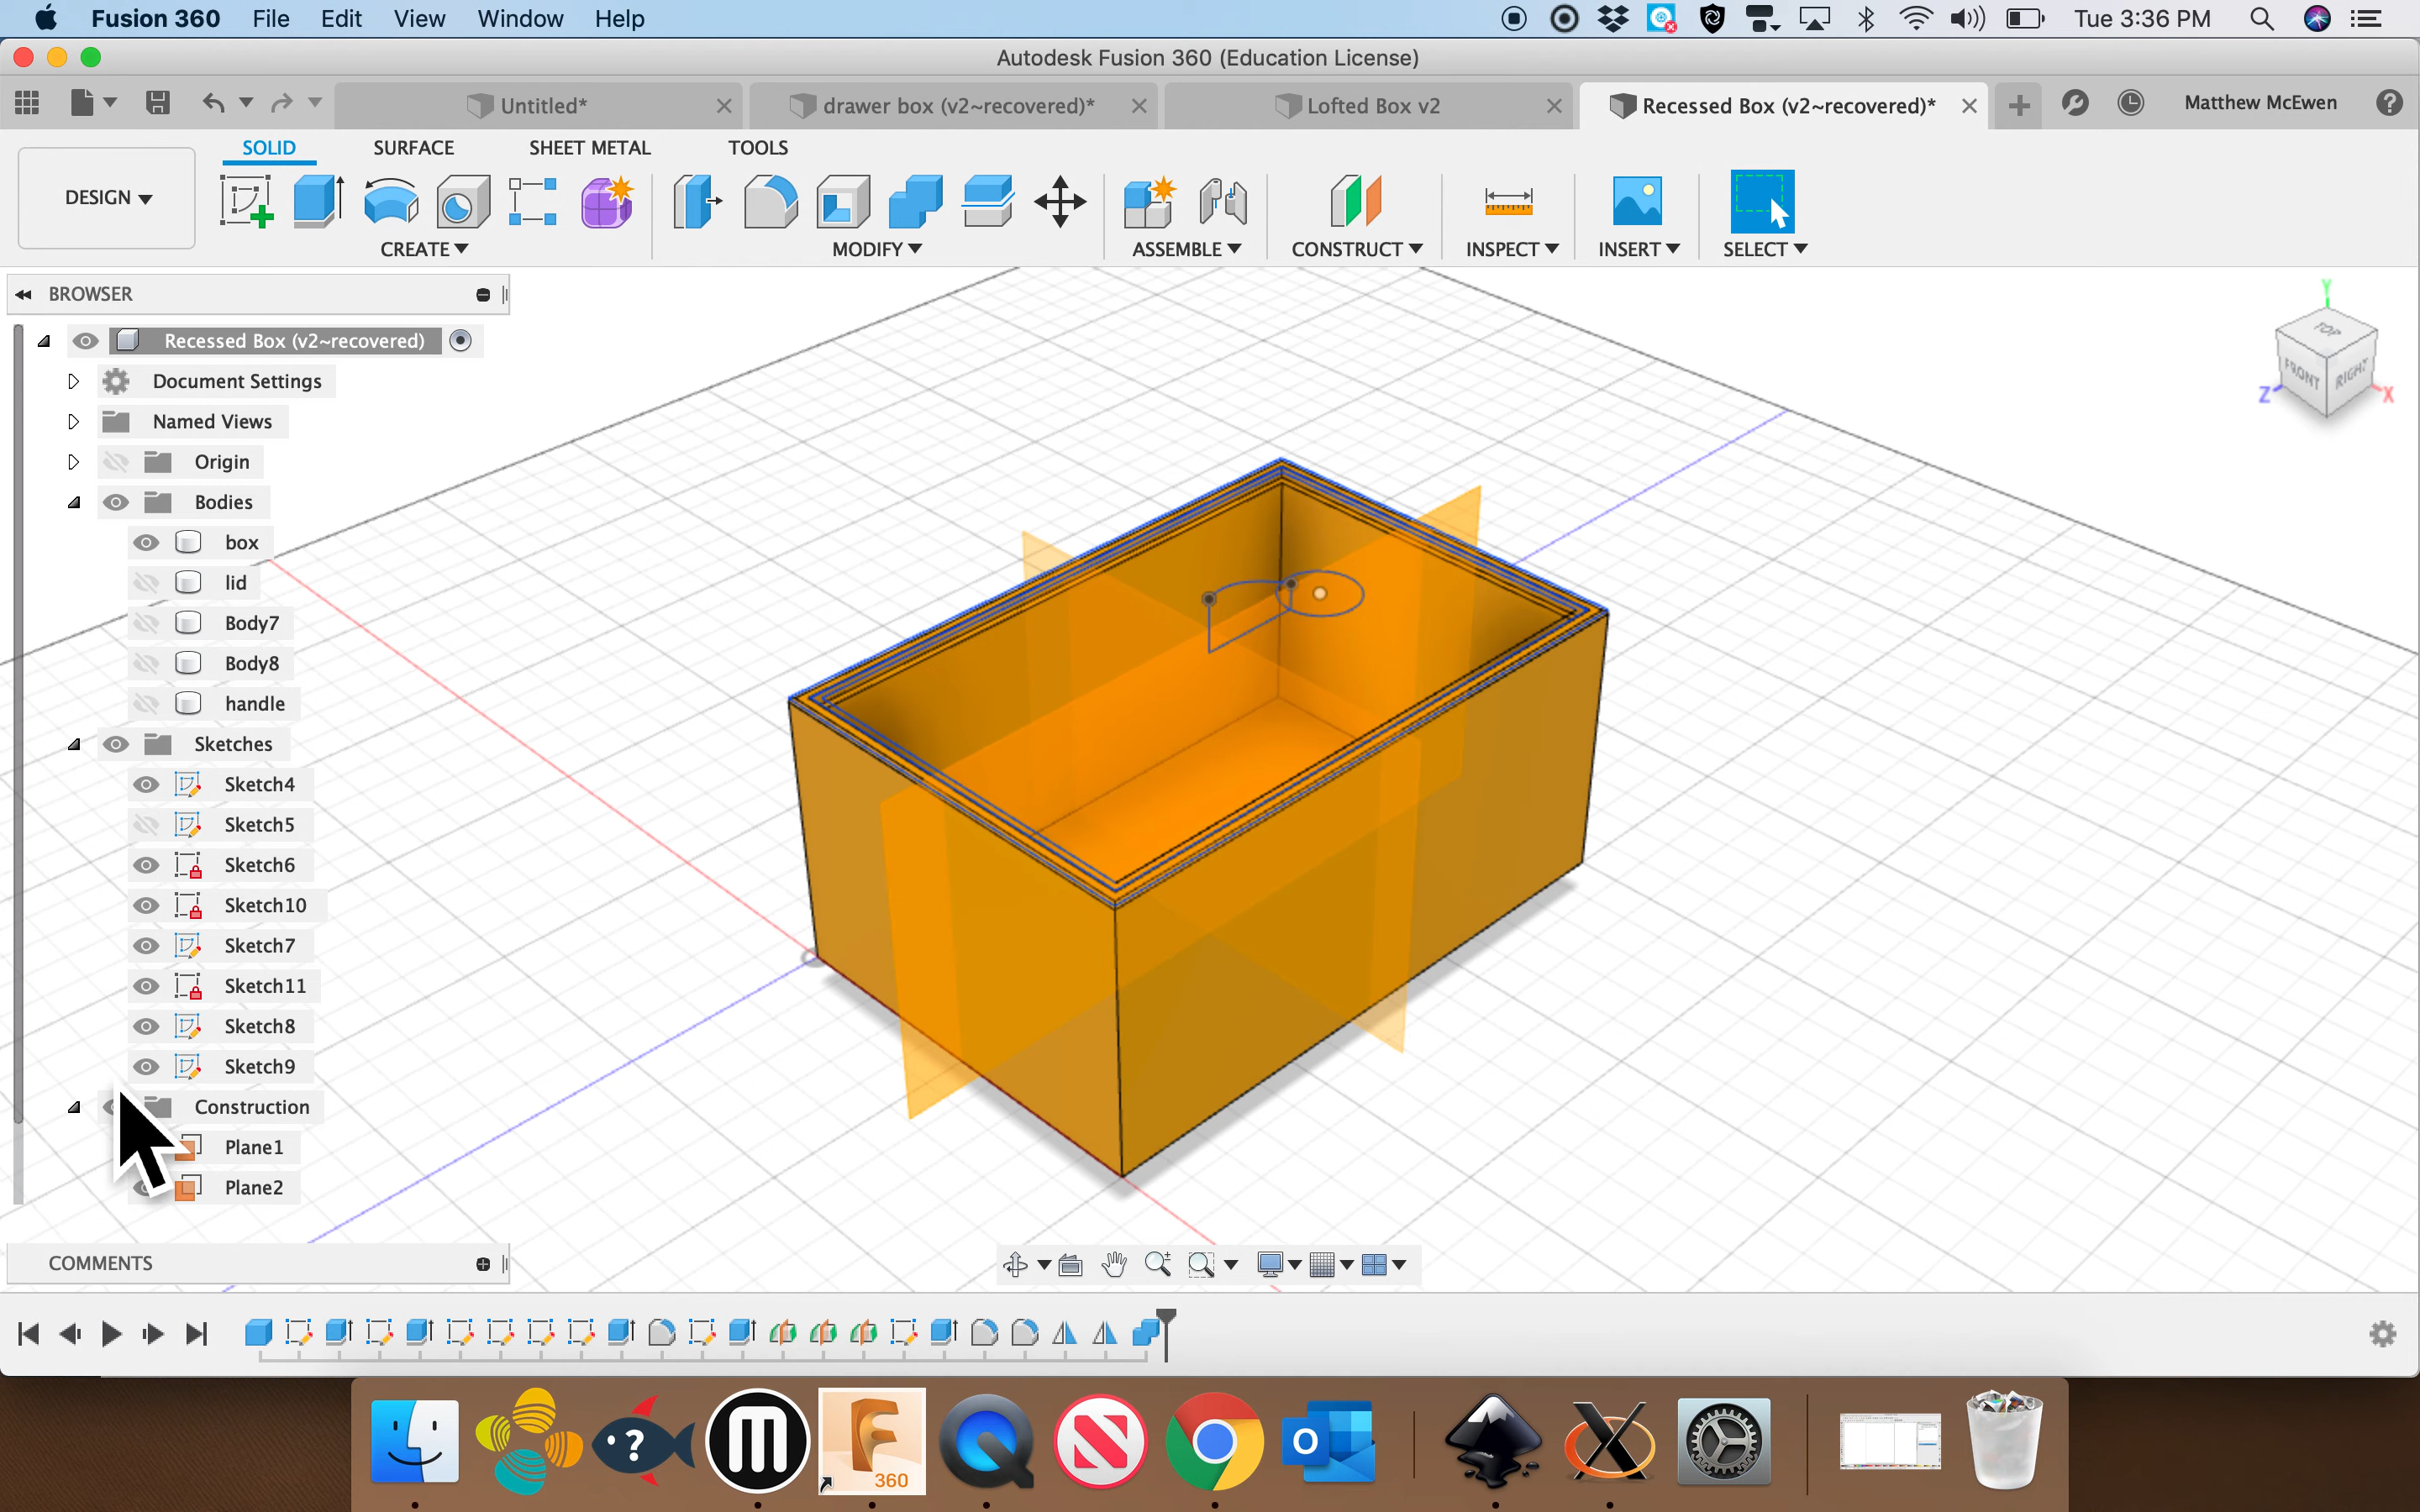 Fusion 360 File Edit View Window Help Tue 3:36 PM
Autodesk Fusion 360 (Education License)
Untitled* drawer box (v2~recovered)* Lofted Box v2 Recessed Box (v2~recovered)* Matthew McEwen
SOLID SURFACE SHEET METAL TOOLS
DESIGN
CREATE MODIFY ASSEMBLE CONSTRUCT INSPECT INSERT SELECT
BROWSER
Recessed Box (v2~recovered)
Document Settings
Named Views
Origin
Bodies
box
lid
Body7
Body8
handle
Sketches
Sketch4
Sketch5
Sketch6
Sketch10
Sketch7
Sketch11
Sketch8
Sketch9
Construction
Plane1
Plane2
Y
TOP
FRONT RIGHT
Z X
COMMENTS
360